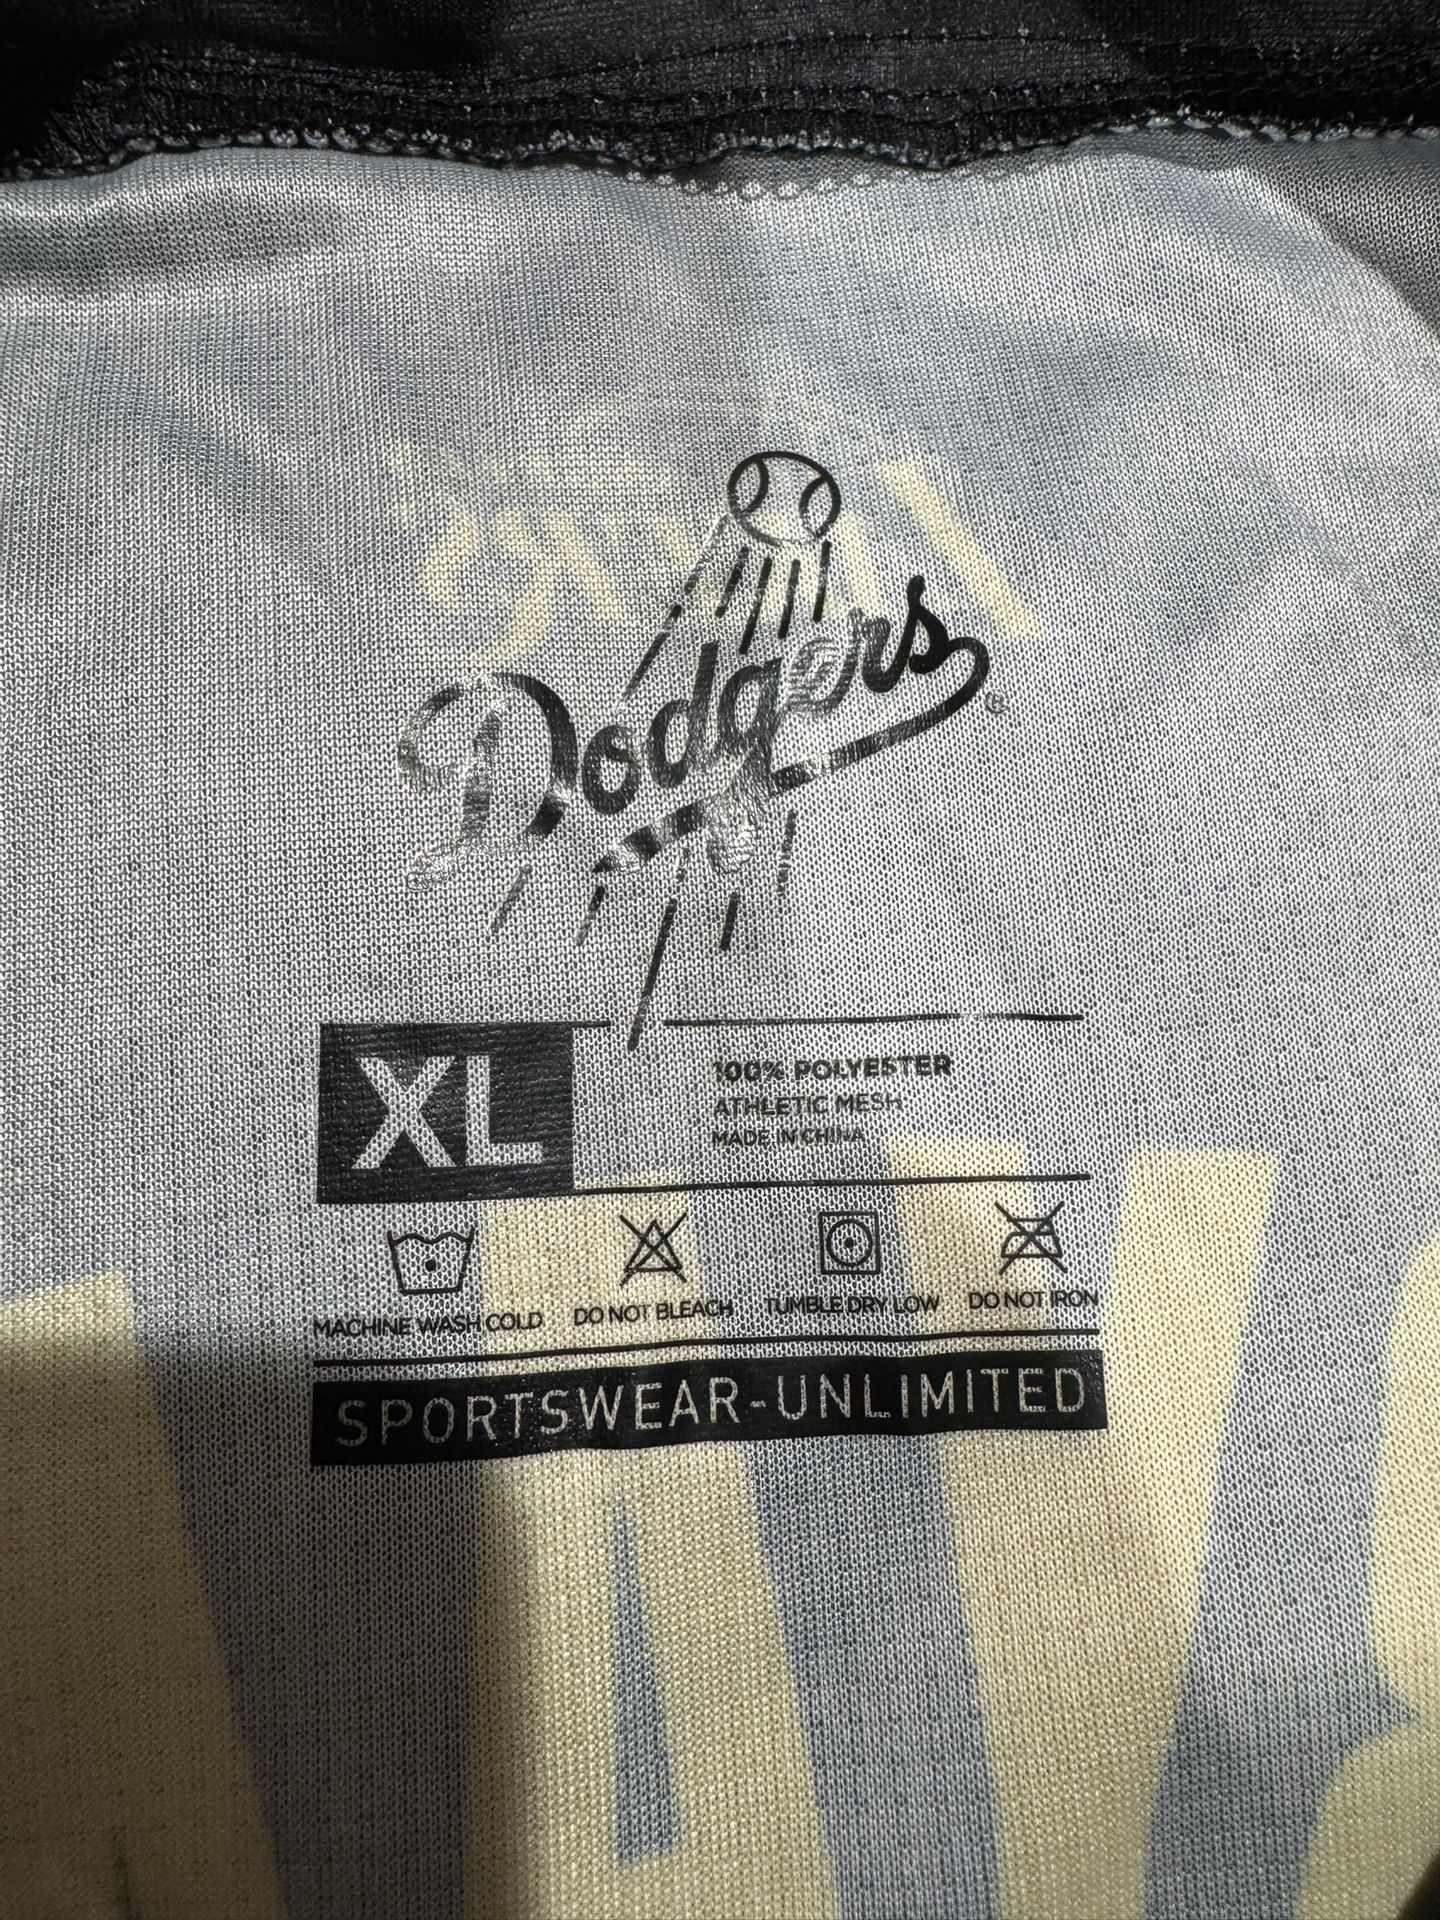 Dodgers®
XL
100% POLYESTER
ATHLETIC MESH
MADE IN CHINA
MACHINE WASH COLD
DO NOT BLEACH
TUMBLE DRY LOW
DO NOT IRON
SPORTSWEAR-UNLIMITED